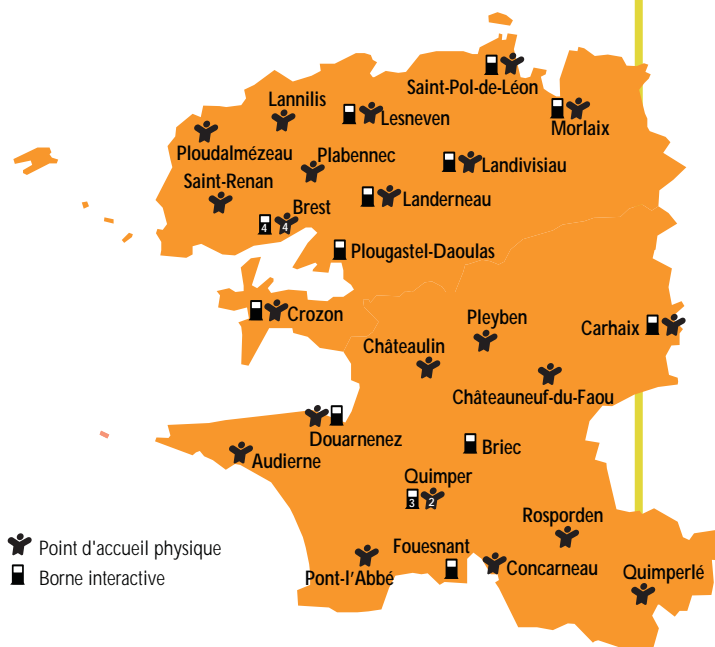 Saint-Pol-de-Léon
Lannilis
Lesneven
Morlaix
Ploudalmézeau
Plabennec
Landivisiau
Saint-Renan
Landerneau
Brest
4 4
Plougastel-Daoulas
Crozon
Pleyben
Carhaix
Châteaulin
Châteauneuf-du-Faou
Douarnenez
Briec
Audierne
Quimper
3 2
Rosporden
Point d'accueil physique
Fouesnant
Concarneau
Pont-l'Abbé
Quimperlé
Borne interactive